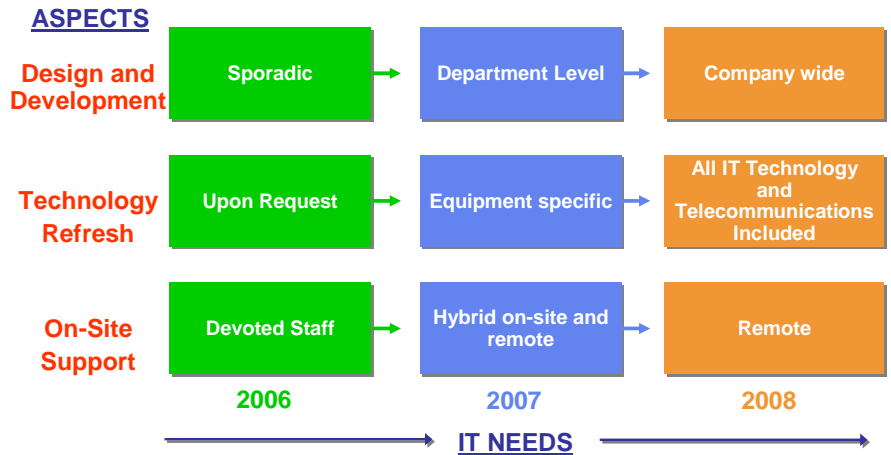 ASPECTS
Design and
Development
Sporadic
Department Level
Company wide
Technology
Refresh
Upon Request
Equipment specific
All IT Technology
and
Telecommunications
Included
On-Site
Support
Devoted Staff
Hybrid on-site and
remote
Remote
2006
2007
2008
IT NEEDS